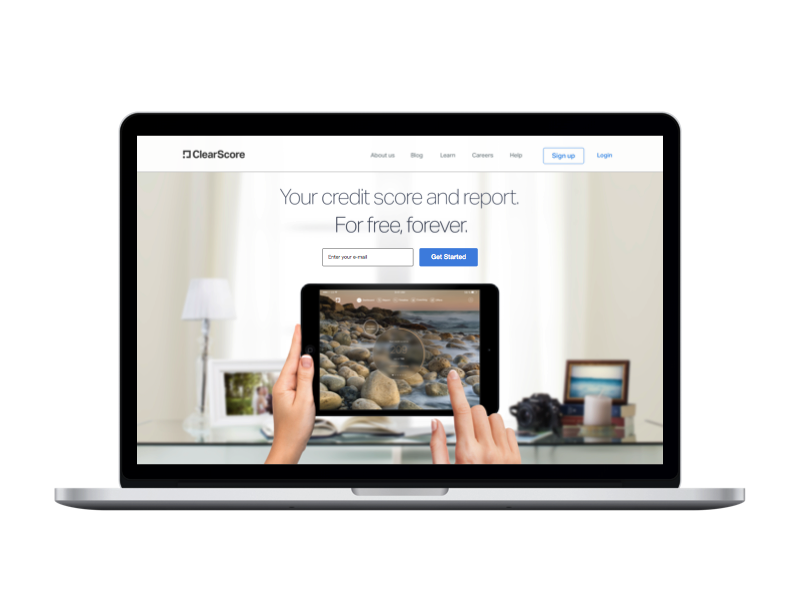 ClearScore
About us Blog Learn Careers Help Sign up Login
Your credit score and report.
For free, forever.
Enter your e-mail Get Started